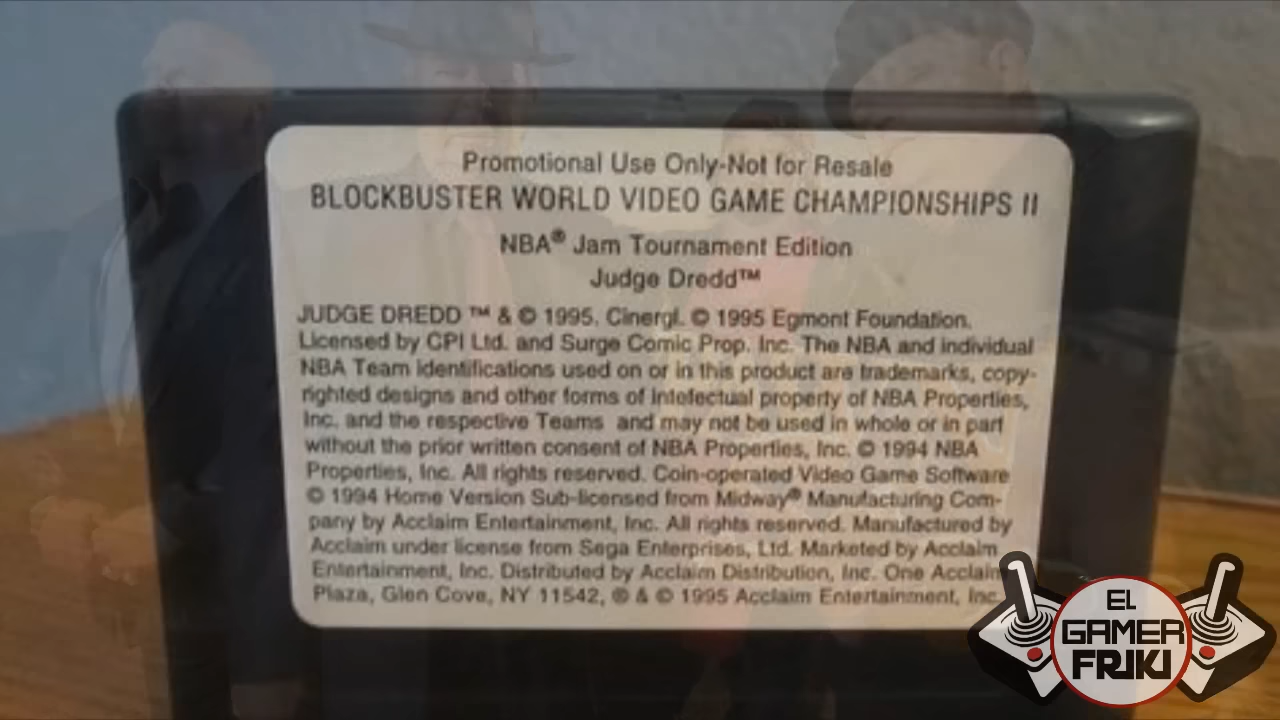 Promotional Use Only-Not for Resale
BLOCKBUSTER WORLD VIDEO GAME CHAMPIONSHIPS II
NBA® Jam Tournament Edition
Judge Dredd™
JUDGE DREDD ™ & © 1995, Cinergi. © 1995 Egmont Foundation.
Licensed by CPI Ltd. and Surge Comic Prop. Inc. The NBA and individual
NBA Team identifications used on or in this product are trademarks, copy-
righted designs and other forms of intelectual property of NBA Properties,
Inc. and the respective Teams and may not be used in whole or in part
without the prior written consent of NBA Properties, Inc. © 1994 NBA
Properties, Inc. All rights reserved. Coin-operated Video Game Software
© 1994 Home Version Sub-licensed from Midway® Manufacturing Com-
pany by Acclaim Entertainment, Inc. All rights reserved. Manufactured by
Acclaim under license from Sega Enterprises, Ltd. Marketed by Acclaim
Entertainment, Inc. Distributed by Acclaim Distribution, Inc. One Acclaim
Plaza, Glen Cove, NY 11542, ® & © 1995 Acclaim Entertainment, Inc.
EL
GAMER
FRIKI